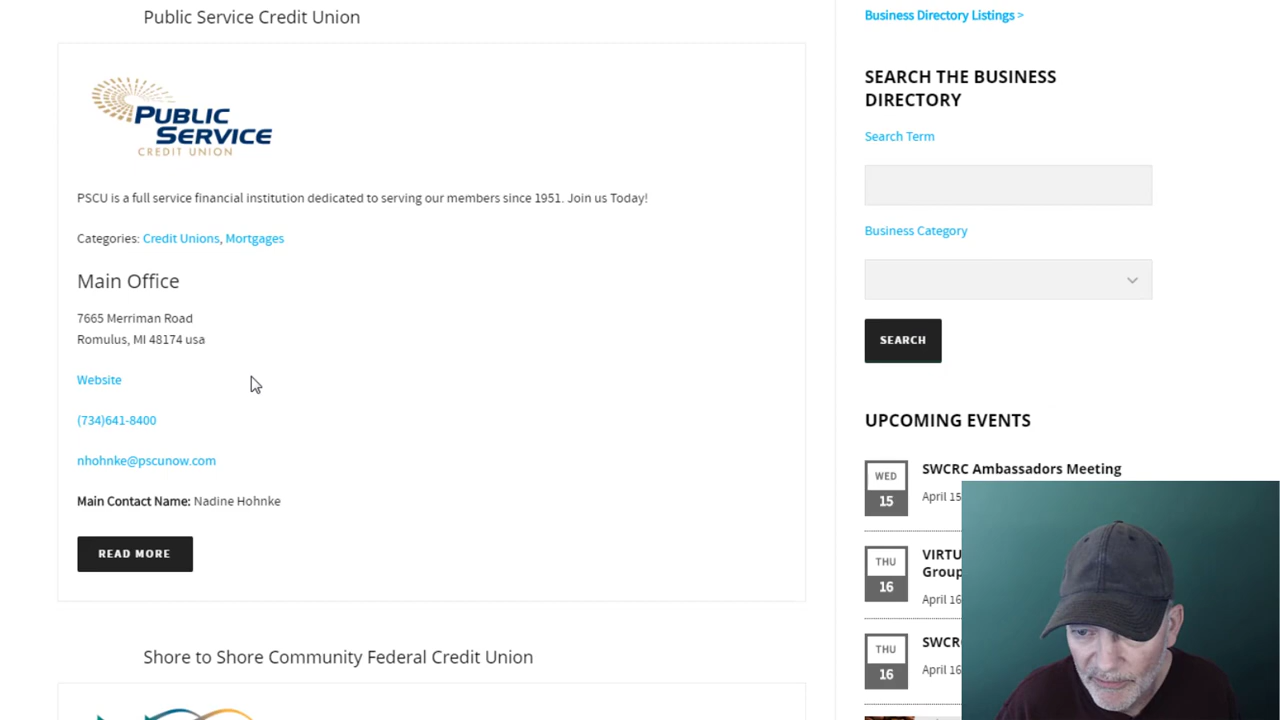 Public Service Credit Union
PUBLIC
SERVICE
CREDIT UNION
PSCU is a full service financial institution dedicated to serving our members since 1951. Join us Today!
Categories: Credit Unions, Mortgages
Main Office
7665 Merriman Road
Romulus, MI 48174 usa
Website
(734)641-8400
nhohnke@pscunow.com
Main Contact Name: Nadine Hohnke
READ MORE
Shore to Shore Community Federal Credit Union
Business Directory Listings >
SEARCH THE BUSINESS
DIRECTORY
Search Term
Business Category
SEARCH
UPCOMING EVENTS
WED
15
SWCRC Ambassadors Meeting
April 15
THU
16
VIRTU
Group
April 16
THU
16
SWCR
April 16